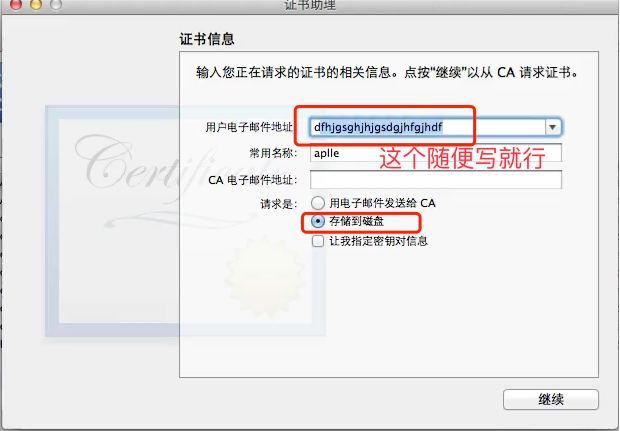 证书助理
证书信息
输入您正在请求的证书的相关信息。点按“继续”以从 CA 请求证书。
用户电子邮件地址: dfhjgsghjhjgsdgjhfgjhdf
常用名称: aplle
这个随便写就行
CA 电子邮件地址:
请求是: 用电子邮件发送给 CA
存储到磁盘
让我指定密钥对信息
Certificate
继续